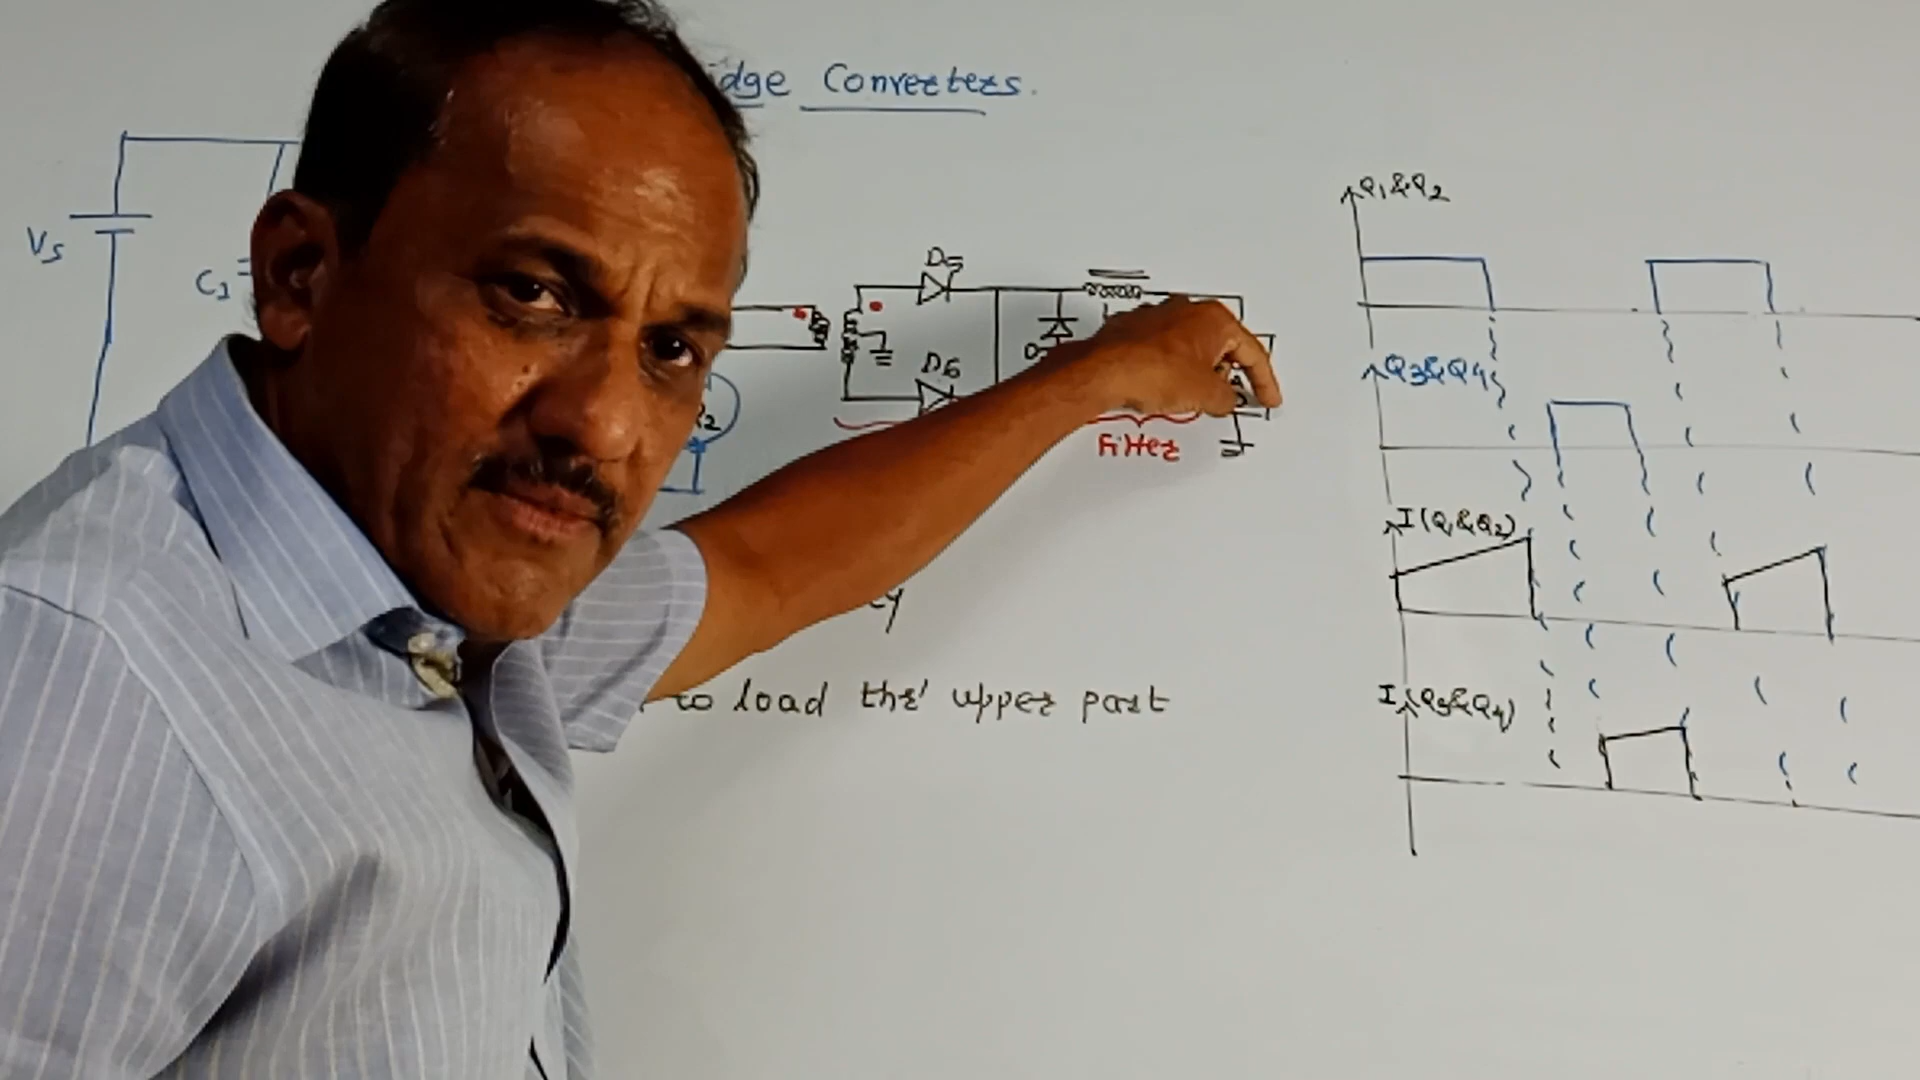 Converters.
Vs
C1
D5
D6
Filter
to load the' upper part
Q1&Q2
Q3&Q4
I(Q1&Q2)
I(Q3&Q4)